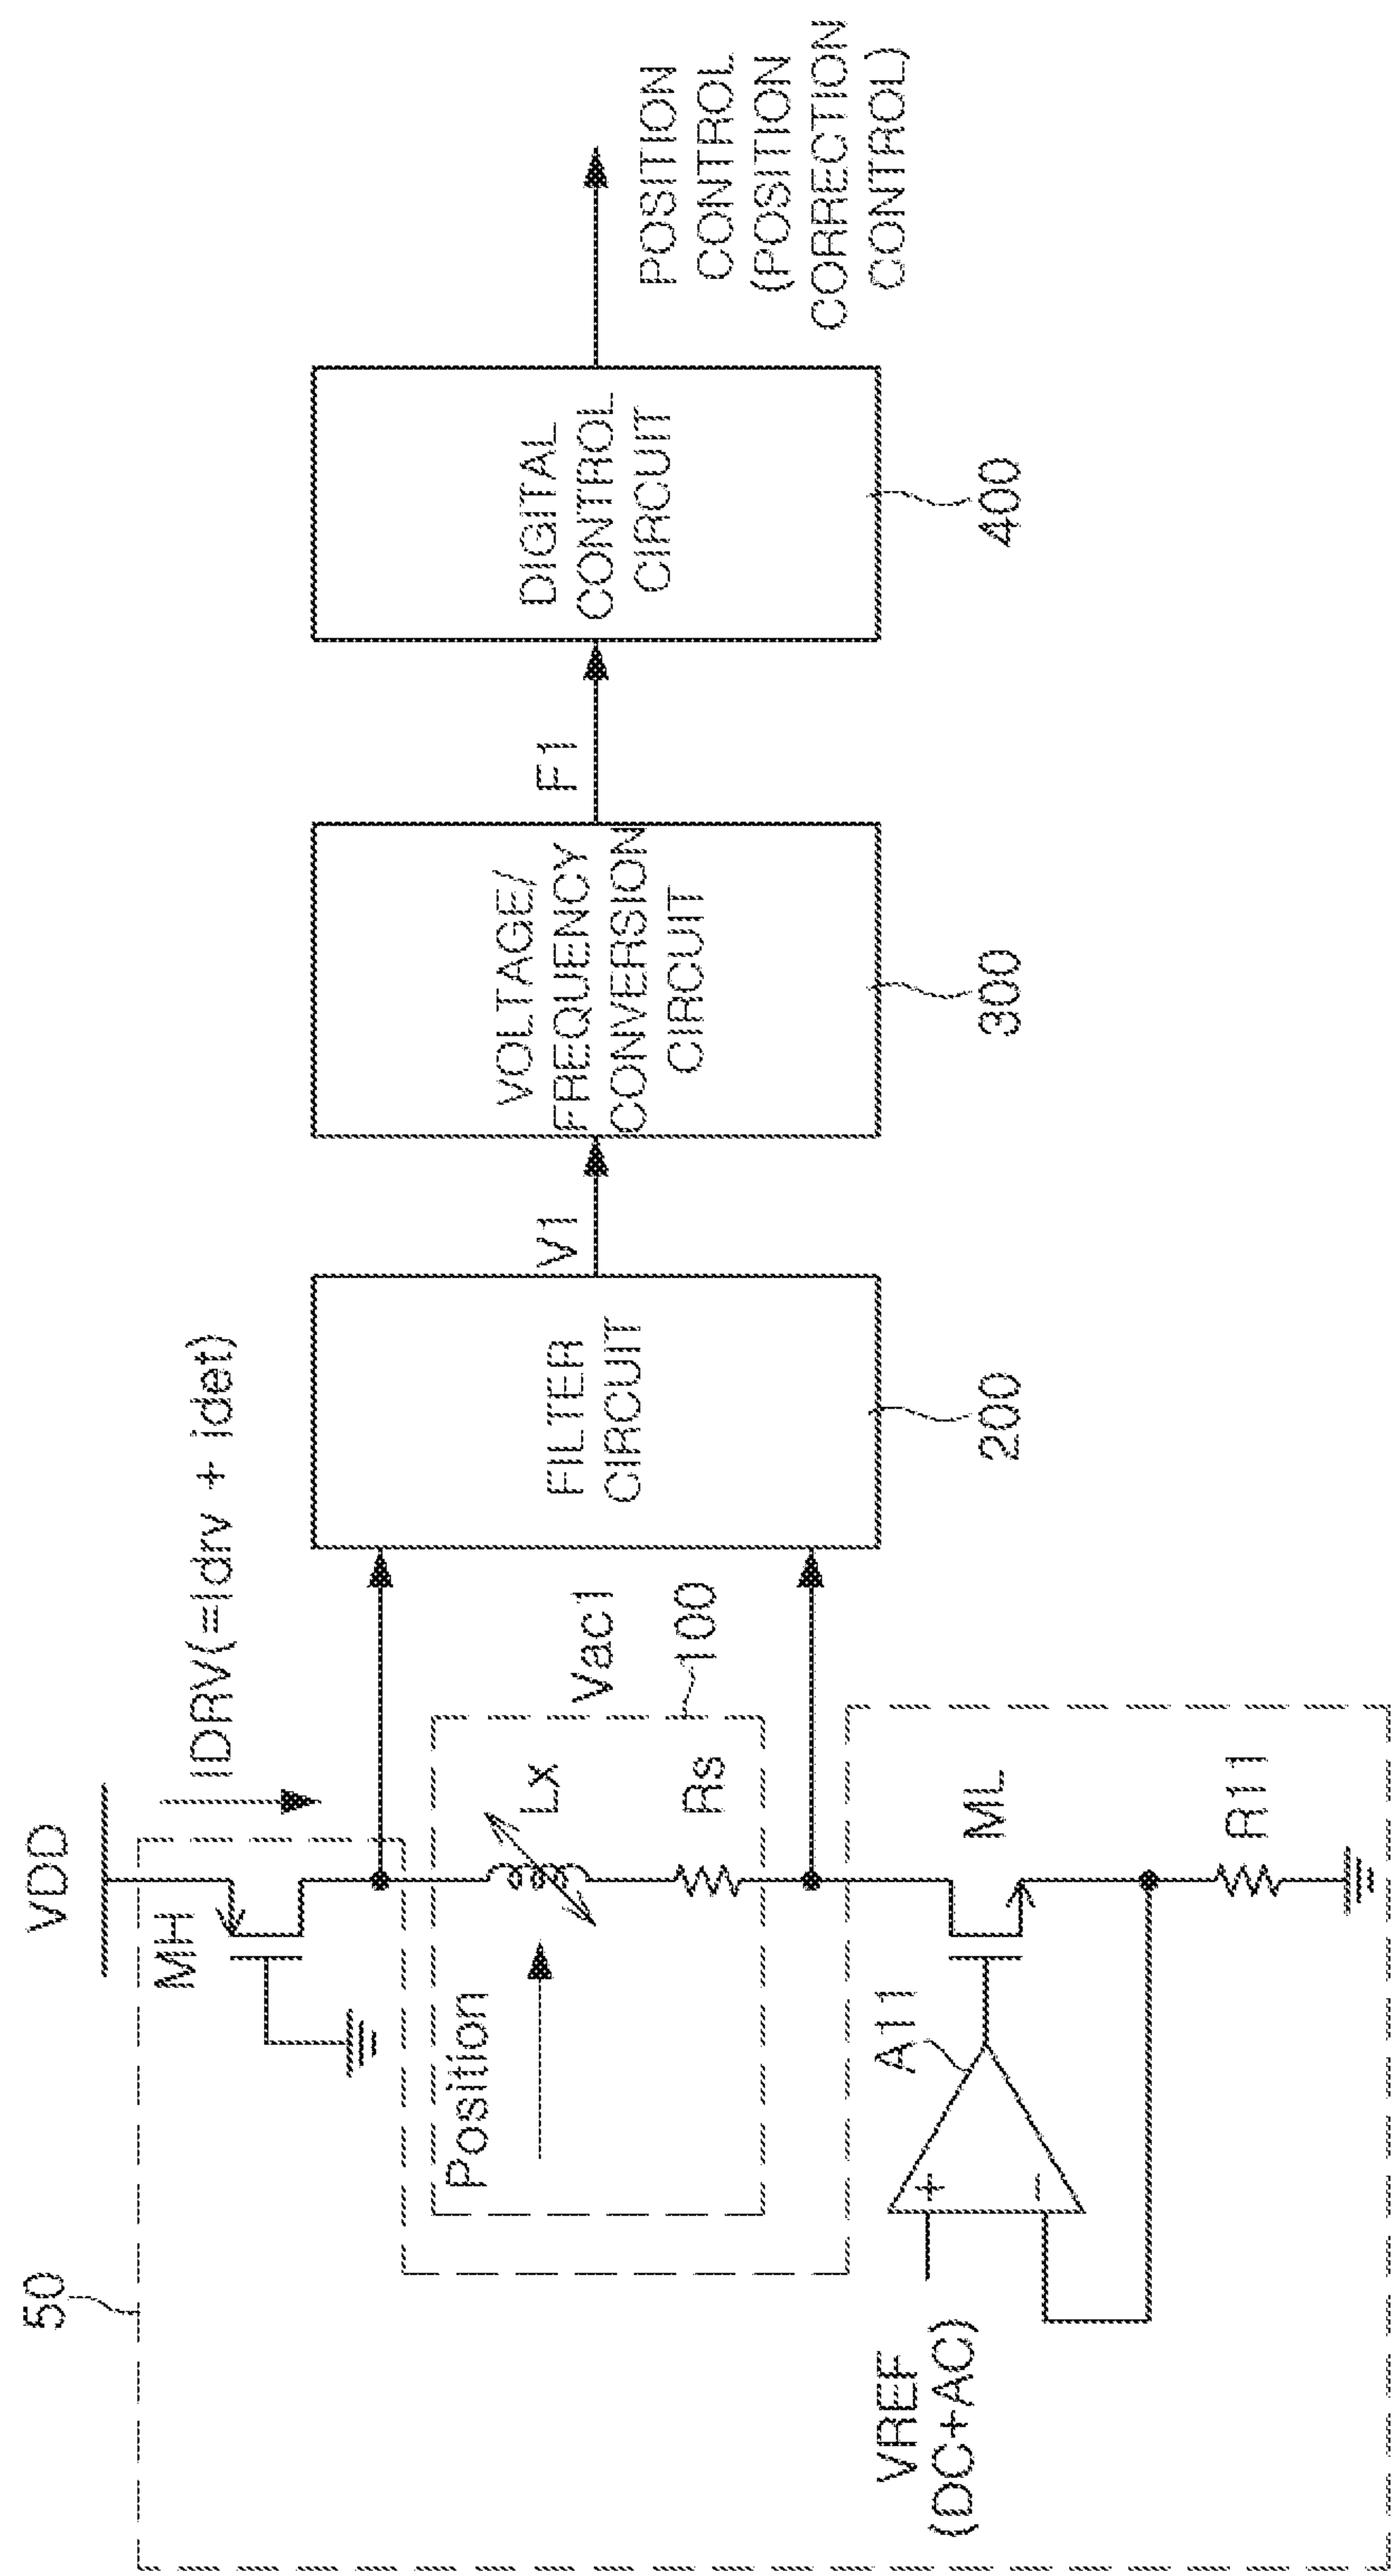 50
VDD
MH
IDRV(=Idrv + idet)
Position
Lx
Rs
Vac1
100
VREF
(DC+AC)
+
-
A11
ML
R11
FILTER
CIRCUIT
200
V1
VOLTAGE/
FREQUENCY
CONVERSION
CIRCUIT
300
F1
DIGITAL
CONTROL
CIRCUIT
400
POSITION
CONTROL
(POSITION
CORRECTION
CONTROL)